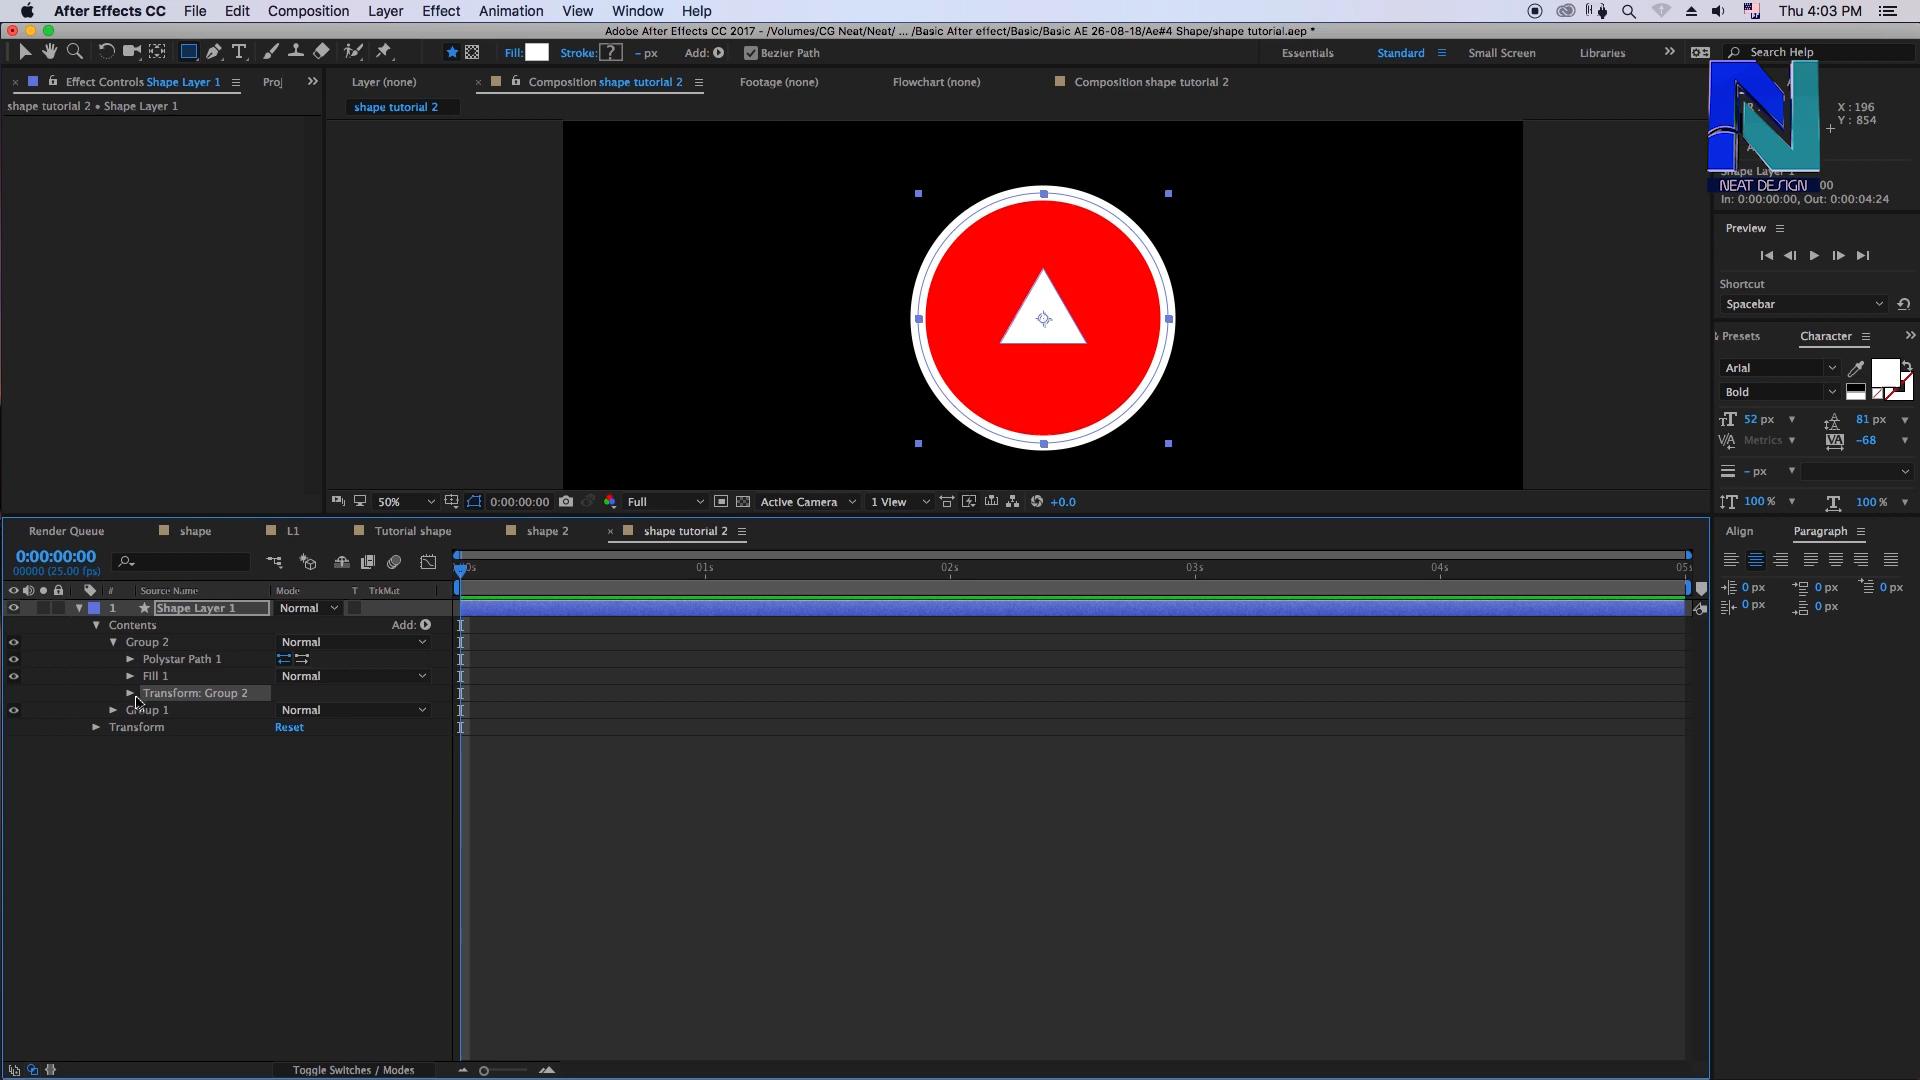 After Effects CC File Edit Composition Layer Effect Animation View Window Help Thu 4:03 PM
Adobe After Effects CC 2017 - /Volumes/CG Neat/Neat/ ... /Basic After effect/Basic/Basic AE 26-08-18/Ae#4 Shape/shape tutorial.aep *
Fill: Stroke: ? - px Add: Bezier Path Essentials Standard Small Screen Libraries Search Help
Effect Controls Shape Layer 1 Proj Layer (none) Composition shape tutorial 2 Footage (none) Flowchart (none) Composition shape tutorial 2
shape tutorial 2 • Shape Layer 1 shape tutorial 2
X : 196
Y : 854
Shape Layer 1
NEAT DESIGN
In: 0:00:00:00, Out: 0:00:04:24
Preview
Shortcut
Spacebar
Presets Character
Arial
Bold
52 px 81 px
Metrics -68
- px
100 % 100 %
50% 0:00:00:00 Full Active Camera 1 View +0.0
Render Queue shape L1 Tutorial shape shape 2 shape tutorial 2
Align Paragraph
0 px 0 px 0 px
0 px 0 px
0:00:00:00
00000 (25.00 fps)
01s 02s 03s 04s 05s
# Source Name Mode T TrkMat
1 Shape Layer 1 Normal
Contents Add:
Group 2 Normal
Polystar Path 1
Fill 1 Normal
Transform: Group 2
Group 1 Normal
Transform Reset
Toggle Switches / Modes